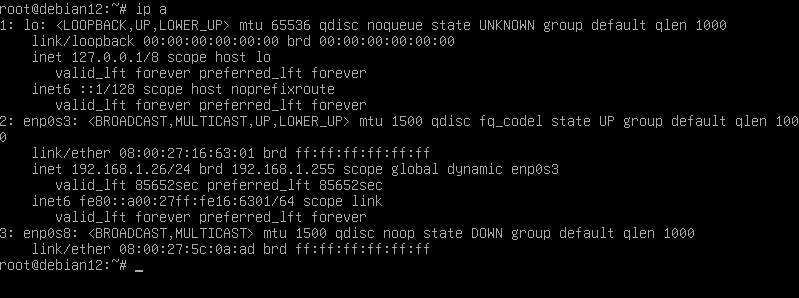 root@debian12:~# ip a
1: lo: <LOOPBACK,UP,LOWER_UP> mtu 65536 qdisc noqueue state UNKNOWN group default qlen 1000
    link/loopback 00:00:00:00:00:00 brd 00:00:00:00:00:00
    inet 127.0.0.1/8 scope host lo
       valid_lft forever preferred_lft forever
    inet6 ::1/128 scope host noprefixroute
       valid_lft forever preferred_lft forever
2: enp0s3: <BROADCAST,MULTICAST,UP,LOWER_UP> mtu 1500 qdisc fq_codel state UP group default qlen 100
0
    link/ether 08:00:27:16:63:01 brd ff:ff:ff:ff:ff:ff
    inet 192.168.1.26/24 brd 192.168.1.255 scope global dynamic enp0s3
       valid_lft 85652sec preferred_lft 85652sec
    inet6 fe80::a00:27ff:fe16:6301/64 scope link
       valid_lft forever preferred_lft forever
3: enp0s8: <BROADCAST,MULTICAST> mtu 1500 qdisc noop state DOWN group default qlen 1000
    link/ether 08:00:27:5c:0a:ad brd ff:ff:ff:ff:ff:ff
root@debian12:~# _